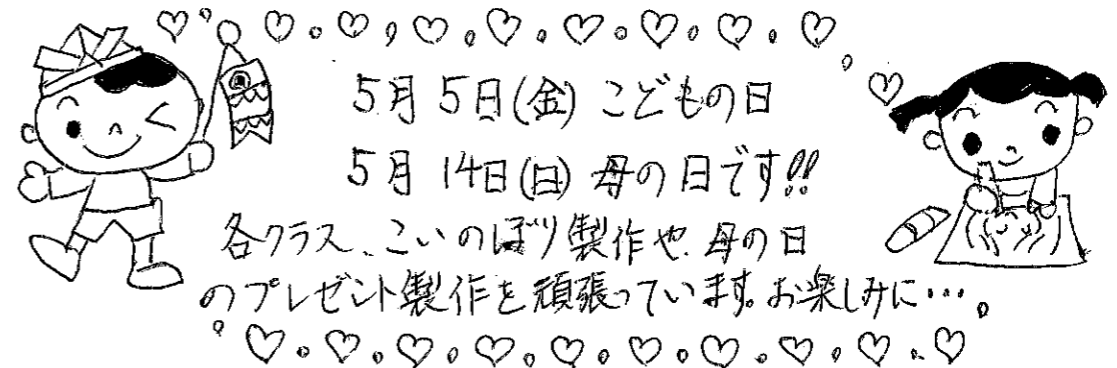 5月5日(金) こどもの日
5月14日(日) 母の日です!!
各クラス、こいのぼり製作や、母の日
のプレゼント製作を頑張っています。お楽しみに…。